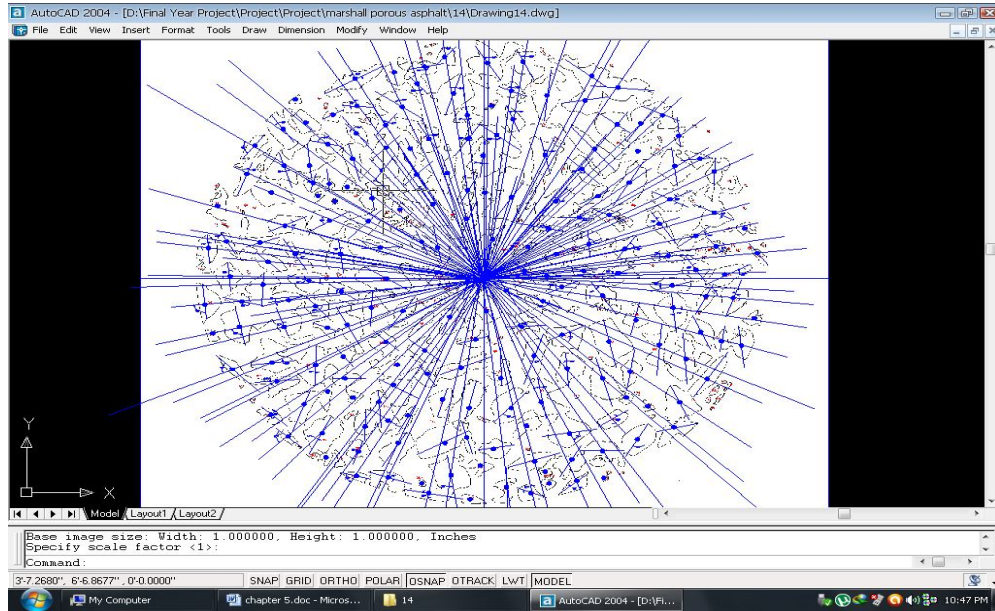 AutoCAD 2004 - [D:\Final Year Project\Project\Project\marshall porous asphalt\14\Drawing14.dwg]
File Edit View Insert Format Tools Draw Dimension Modify Window Help
Y
X
Model Layout1 Layout2
Base image size: Width: 1.000000, Height: 1.000000, Inches
Specify scale factor <1>:
Command:
3'-7.2680", 6'-6.8677" , 0'-0.0000" SNAP GRID ORTHO POLAR OSNAP OTRACK LWT MODEL
My Computer chapter 5.doc - Micros... 14 AutoCAD 2004 - [D:\Fi... 10:47 PM